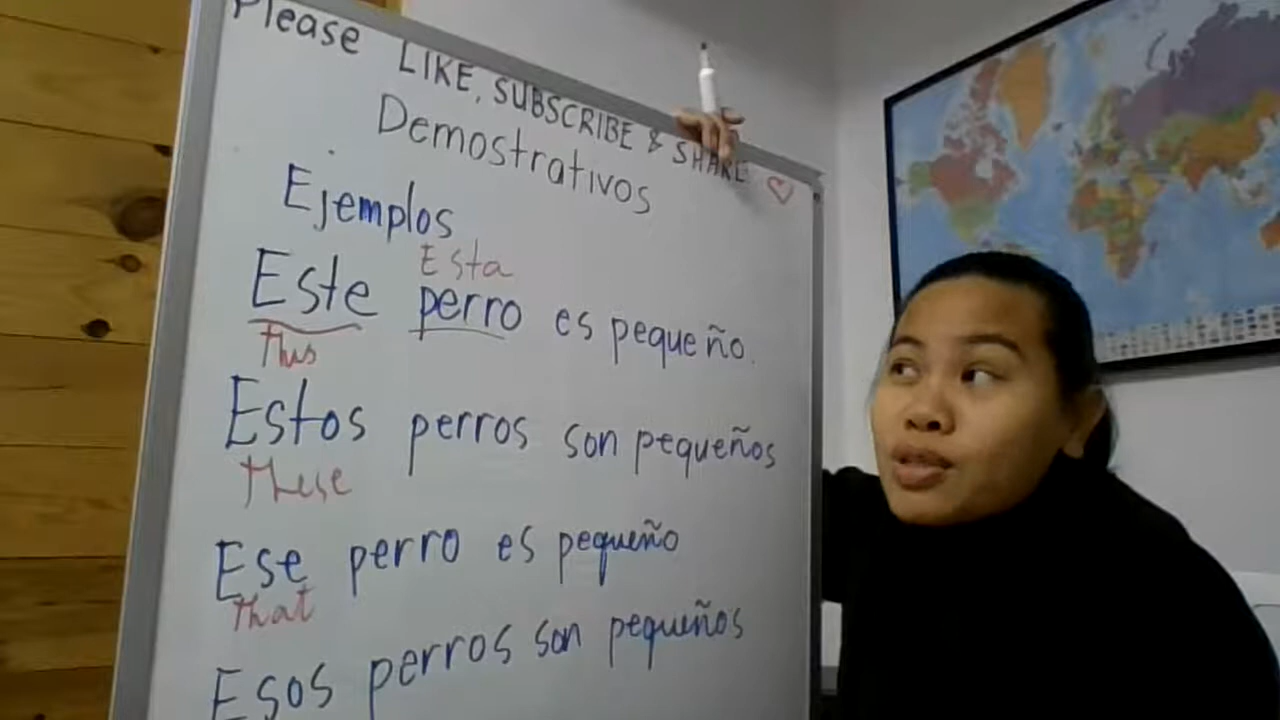 Please LIKE, SUBSCRIBE & SHARE ♡
Demostrativos
Ejemplos
Esta
Este perro es pequeño.
this
Estos perros son pequeños
these
Ese perro es pequeño
that
Esos perros son pequeños